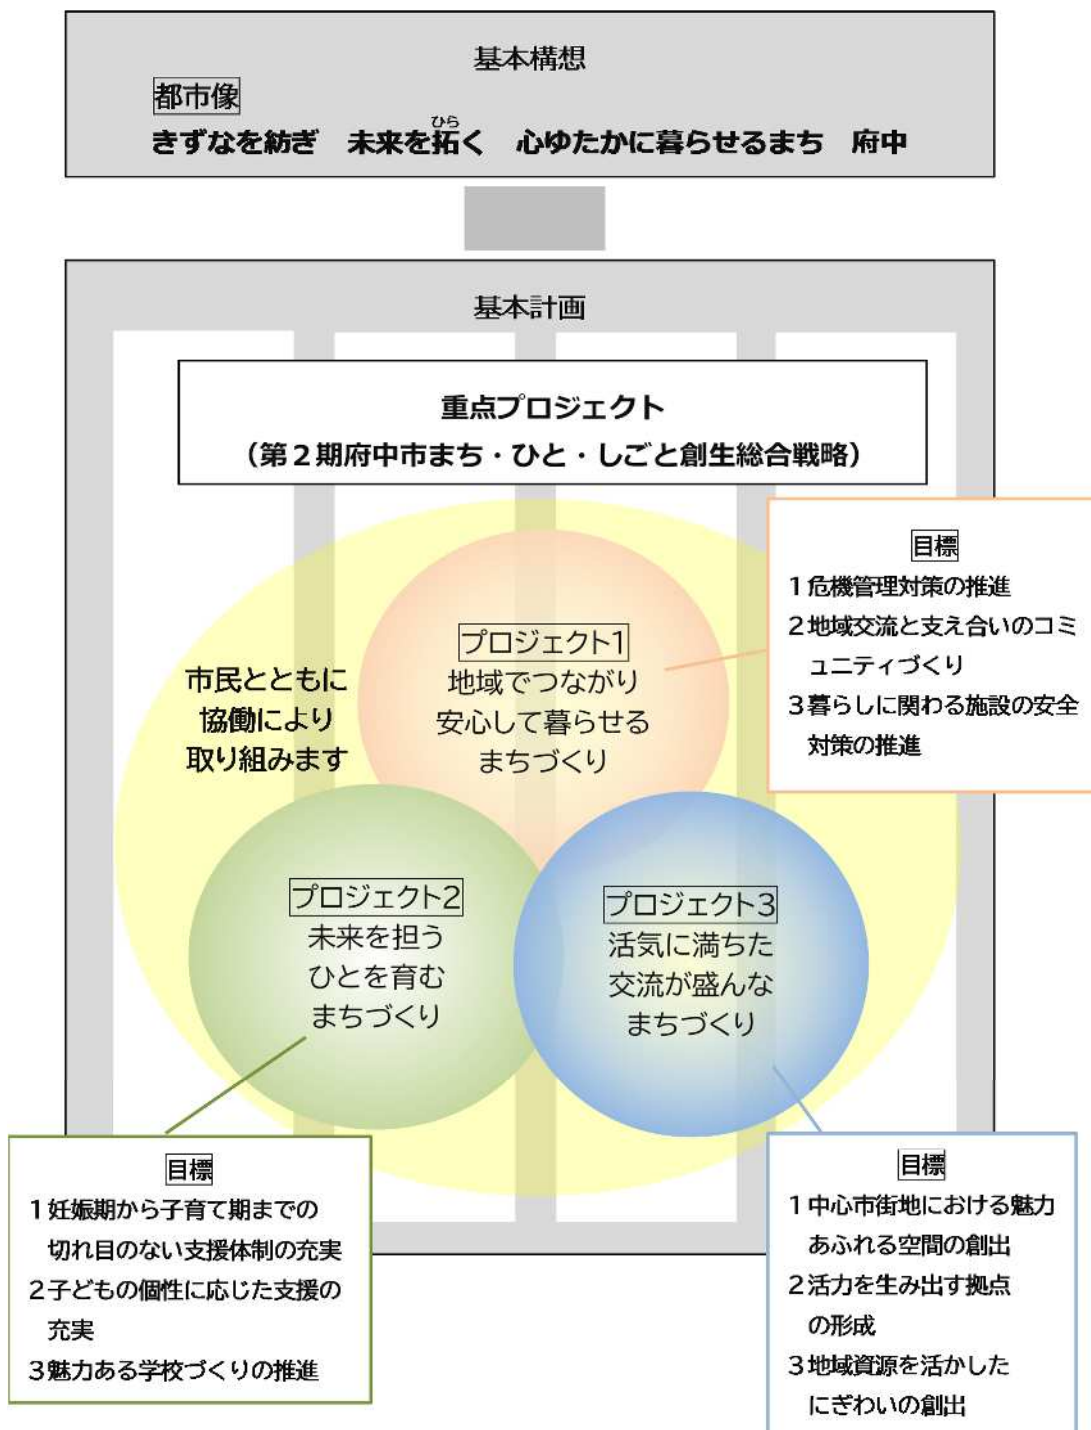 基本構想
都市像
ひら
きずなを紡ぎ 未来を拓く 心ゆたかに暮らせるまち 府中
基本計画
重点プロジェクト
（第２期府中市まち・ひと・しごと創生総合戦略）
市民とともに
協働により
取り組みます
プロジェクト1
地域でつながり
安心して暮らせる
まちづくり
目標
1 危機管理対策の推進
2 地域交流と支え合いのコミ
ュニティづくり
3 暮らしに関わる施設の安全
対策の推進
プロジェクト2
未来を担う
ひとを育む
まちづくり
プロジェクト3
活気に満ちた
交流が盛んな
まちづくり
目標
1 妊娠期から子育て期までの
切れ目のない支援体制の充実
2 子どもの個性に応じた支援の
充実
3 魅力ある学校づくりの推進
目標
1 中心市街地における魅力
あふれる空間の創出
2 活力を生み出す拠点
の形成
3 地域資源を活かした
にぎわいの創出